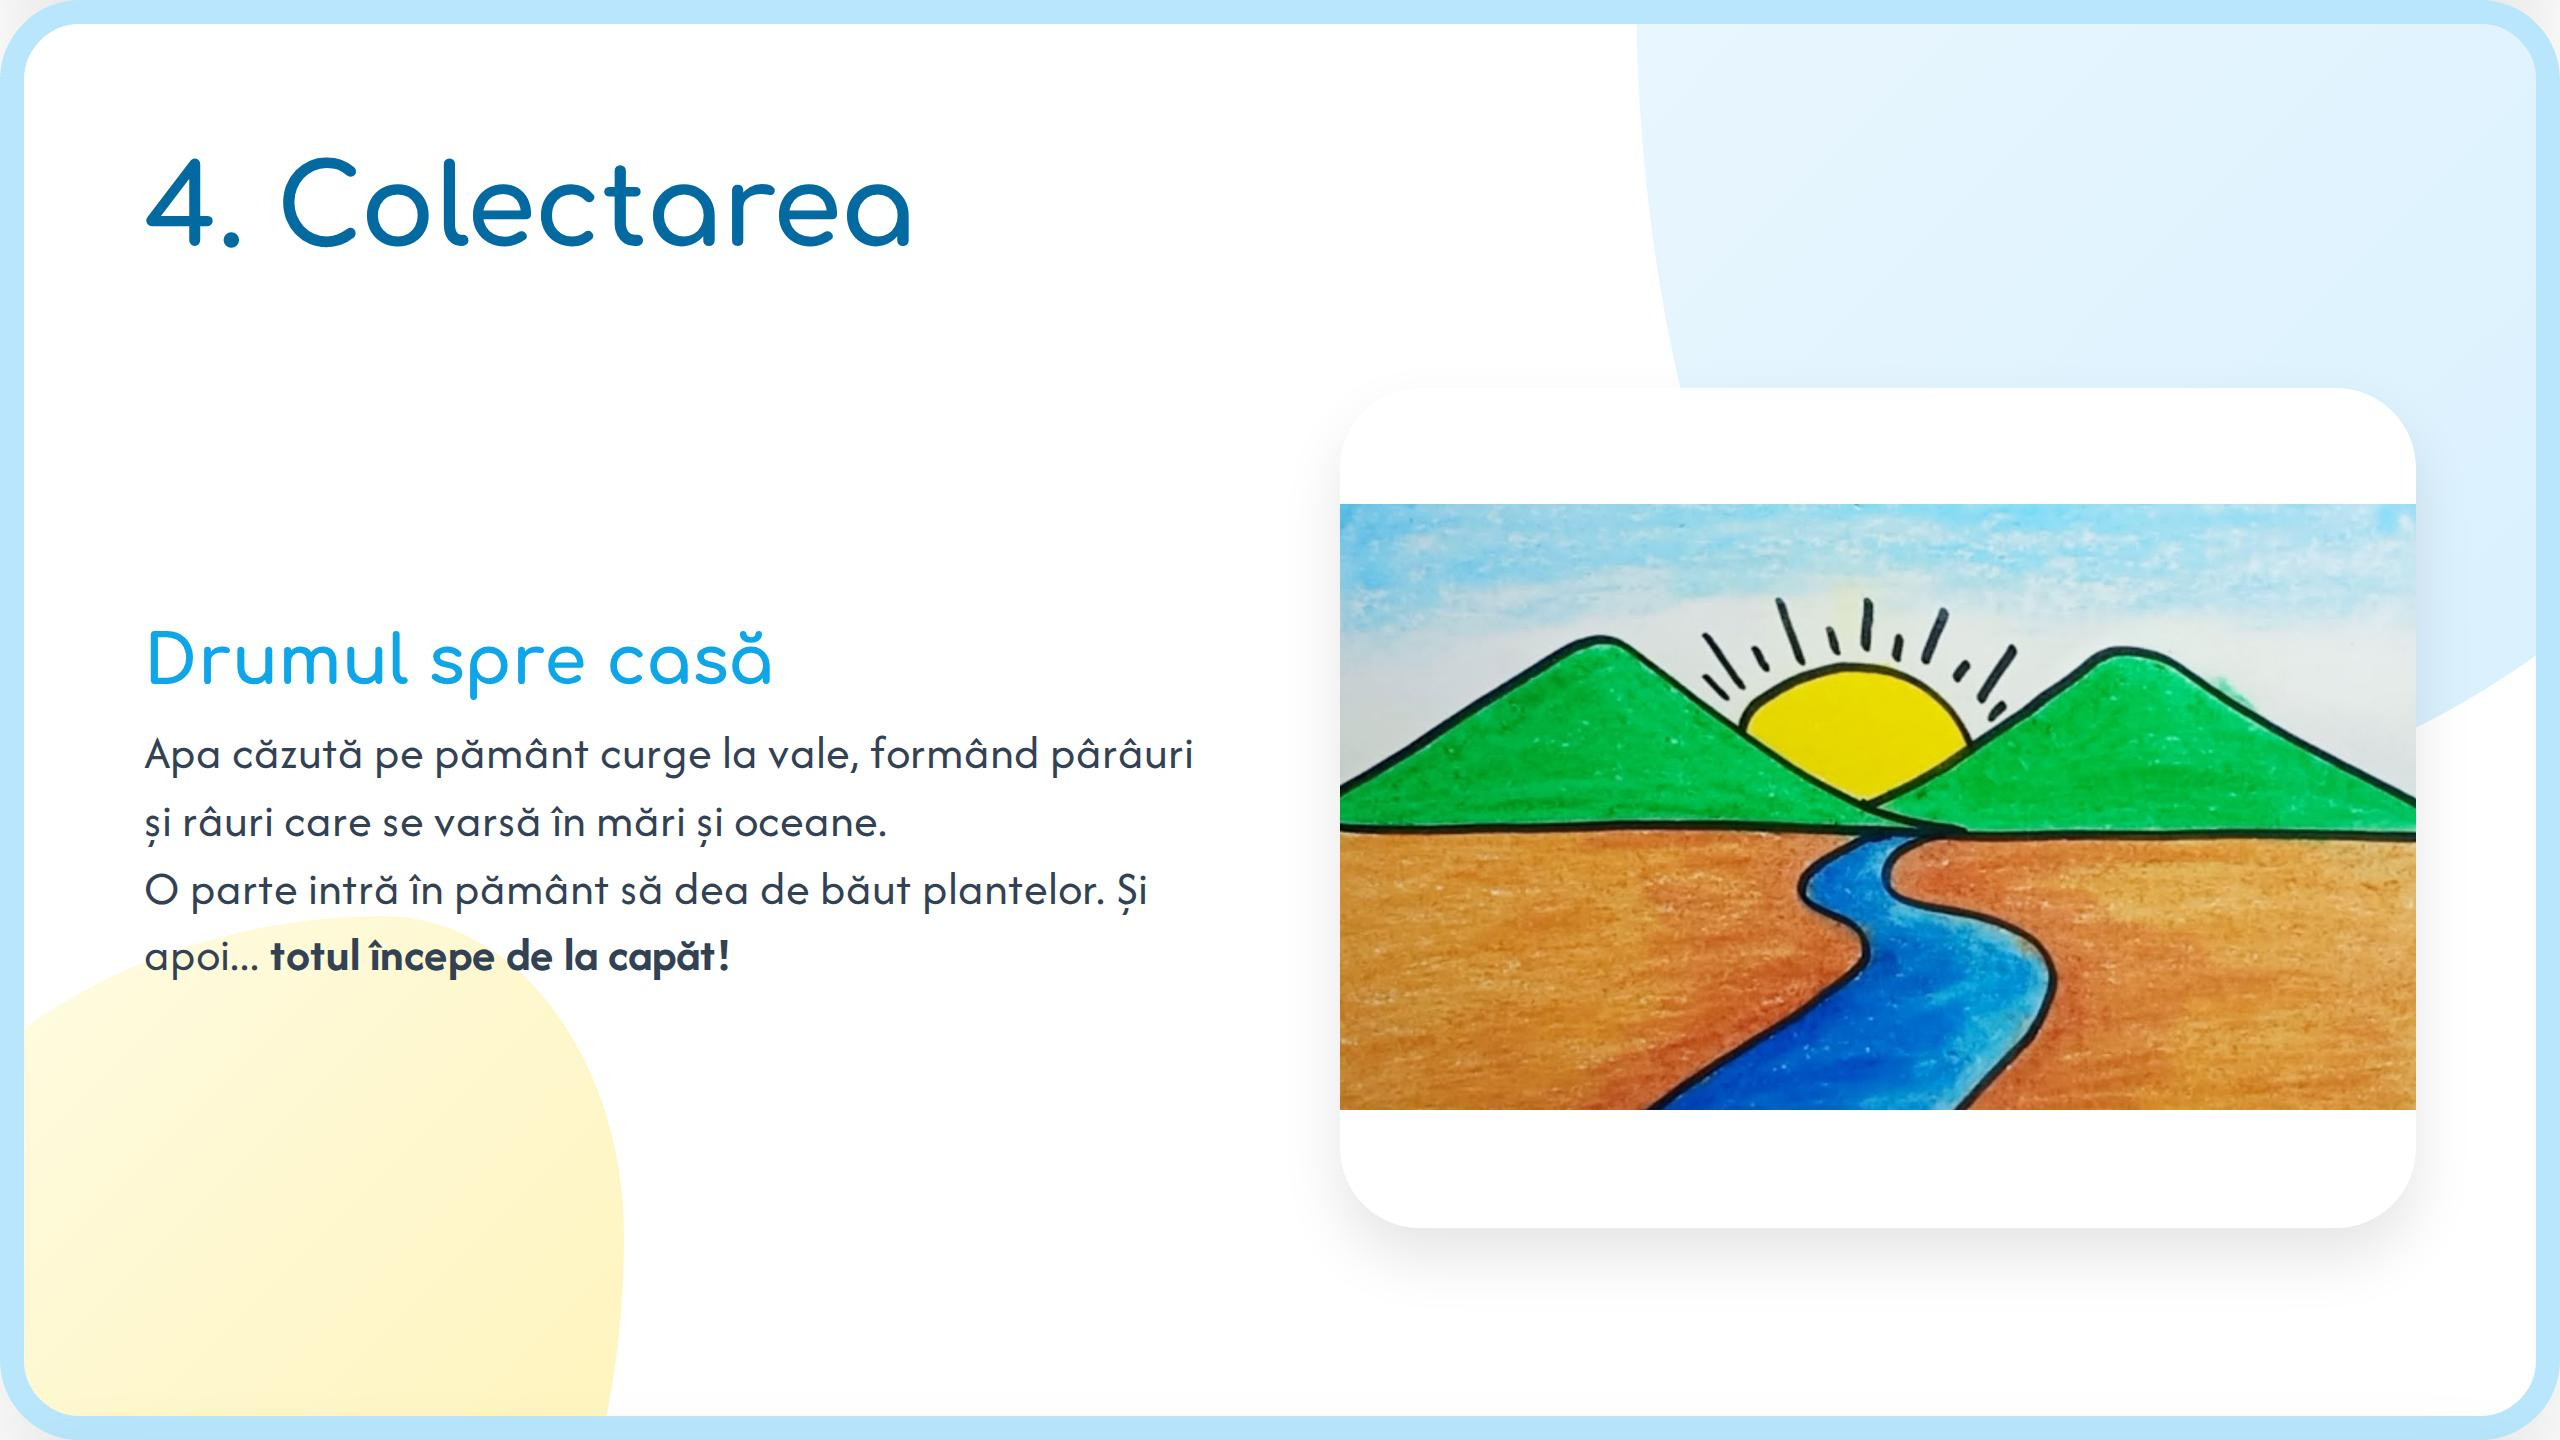 4. Colectarea
Drumul spre casă
Apa căzută pe pământ curge la vale, formând pârâuri
și râuri care se varsă în mări și oceane.
O parte intră în pământ să dea de băut plantelor. Și
apoi... totul începe de la capăt!